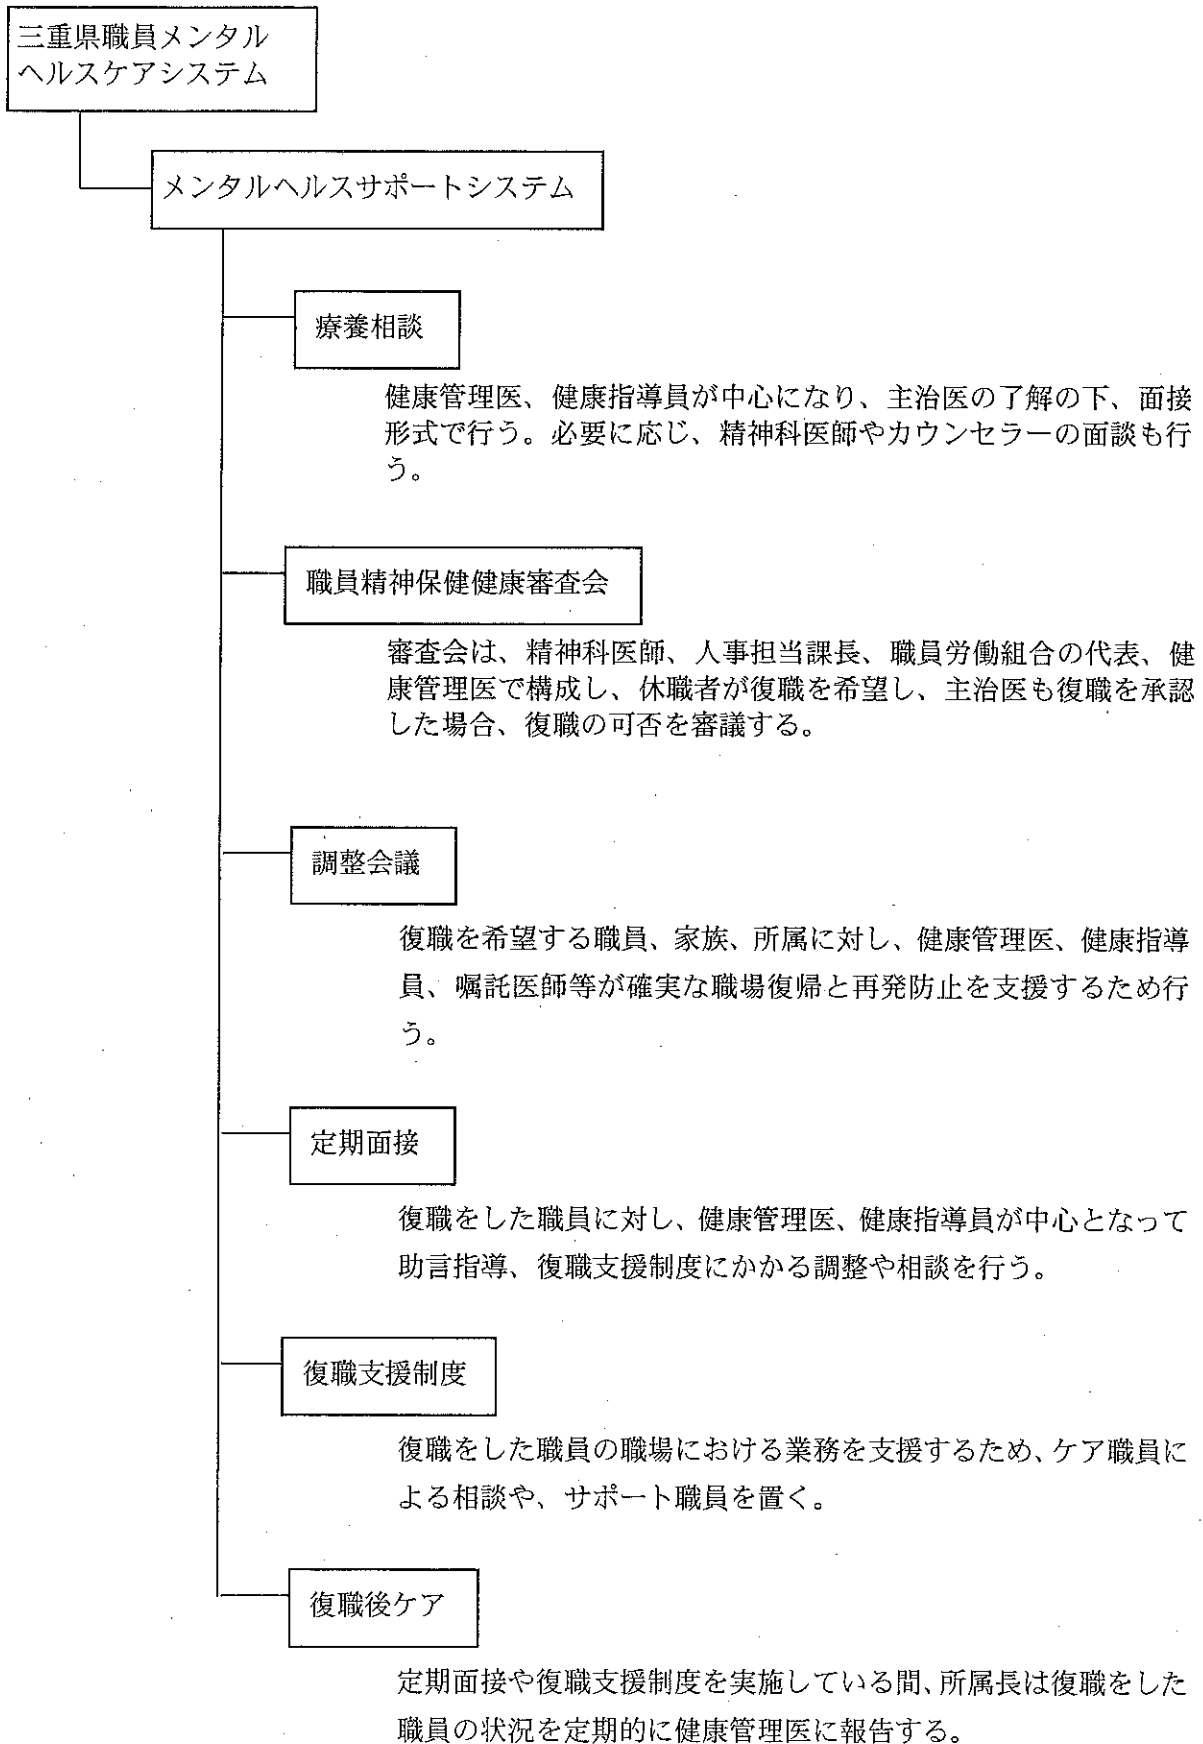 三重県職員メンタル
ヘルスケアシステム
メンタルヘルスサポートシステム
療養相談
健康管理医、健康指導員が中心になり、主治医の了解の下、面接
形式で行う。必要に応じ、精神科医師やカウンセラーの面談も行
う。
職員精神保健健康審査会
審査会は、精神科医師、人事担当課長、職員労働組合の代表、健
康管理医で構成し、休職者が復職を希望し、主治医も復職を承認
した場合、復職の可否を審議する。
調整会議
復職を希望する職員、家族、所属に対し、健康管理医、健康指導
員、嘱託医師等が確実な職場復帰と再発防止を支援するため行
う。
定期面接
復職をした職員に対し、健康管理医、健康指導員が中心となって
助言指導、復職支援制度にかかる調整や相談を行う。
復職支援制度
復職をした職員の職場における業務を支援するため、ケア職員に
よる相談や、サポート職員を置く。
復職後ケア
定期面接や復職支援制度を実施している間、所属長は復職をした
職員の状況を定期的に健康管理医に報告する。